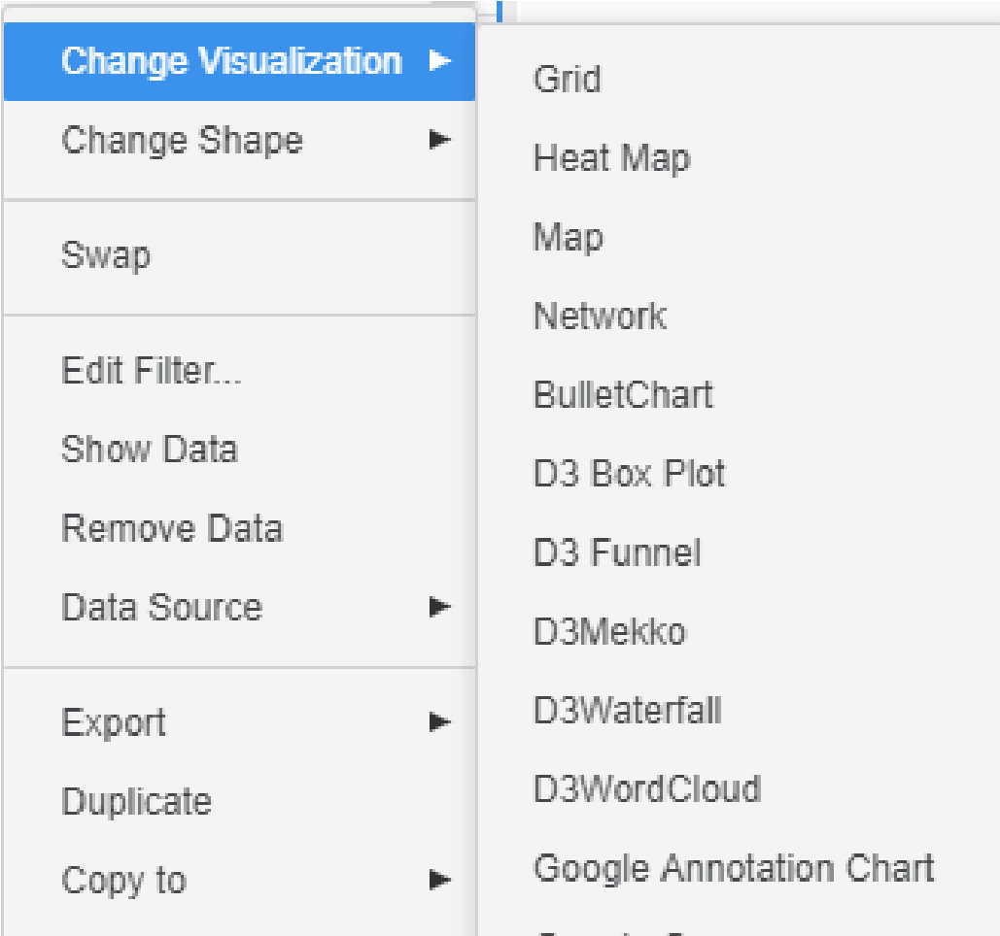 Change Visualization
Change Shape
Swap
Edit Filter...
Show Data
Remove Data
Data Source
Export
Duplicate
Copy to
Grid
Heat Map
Map
Network
BulletChart
D3 Box Plot
D3 Funnel
D3Mekko
D3Waterfall
D3WordCloud
Google Annotation Chart